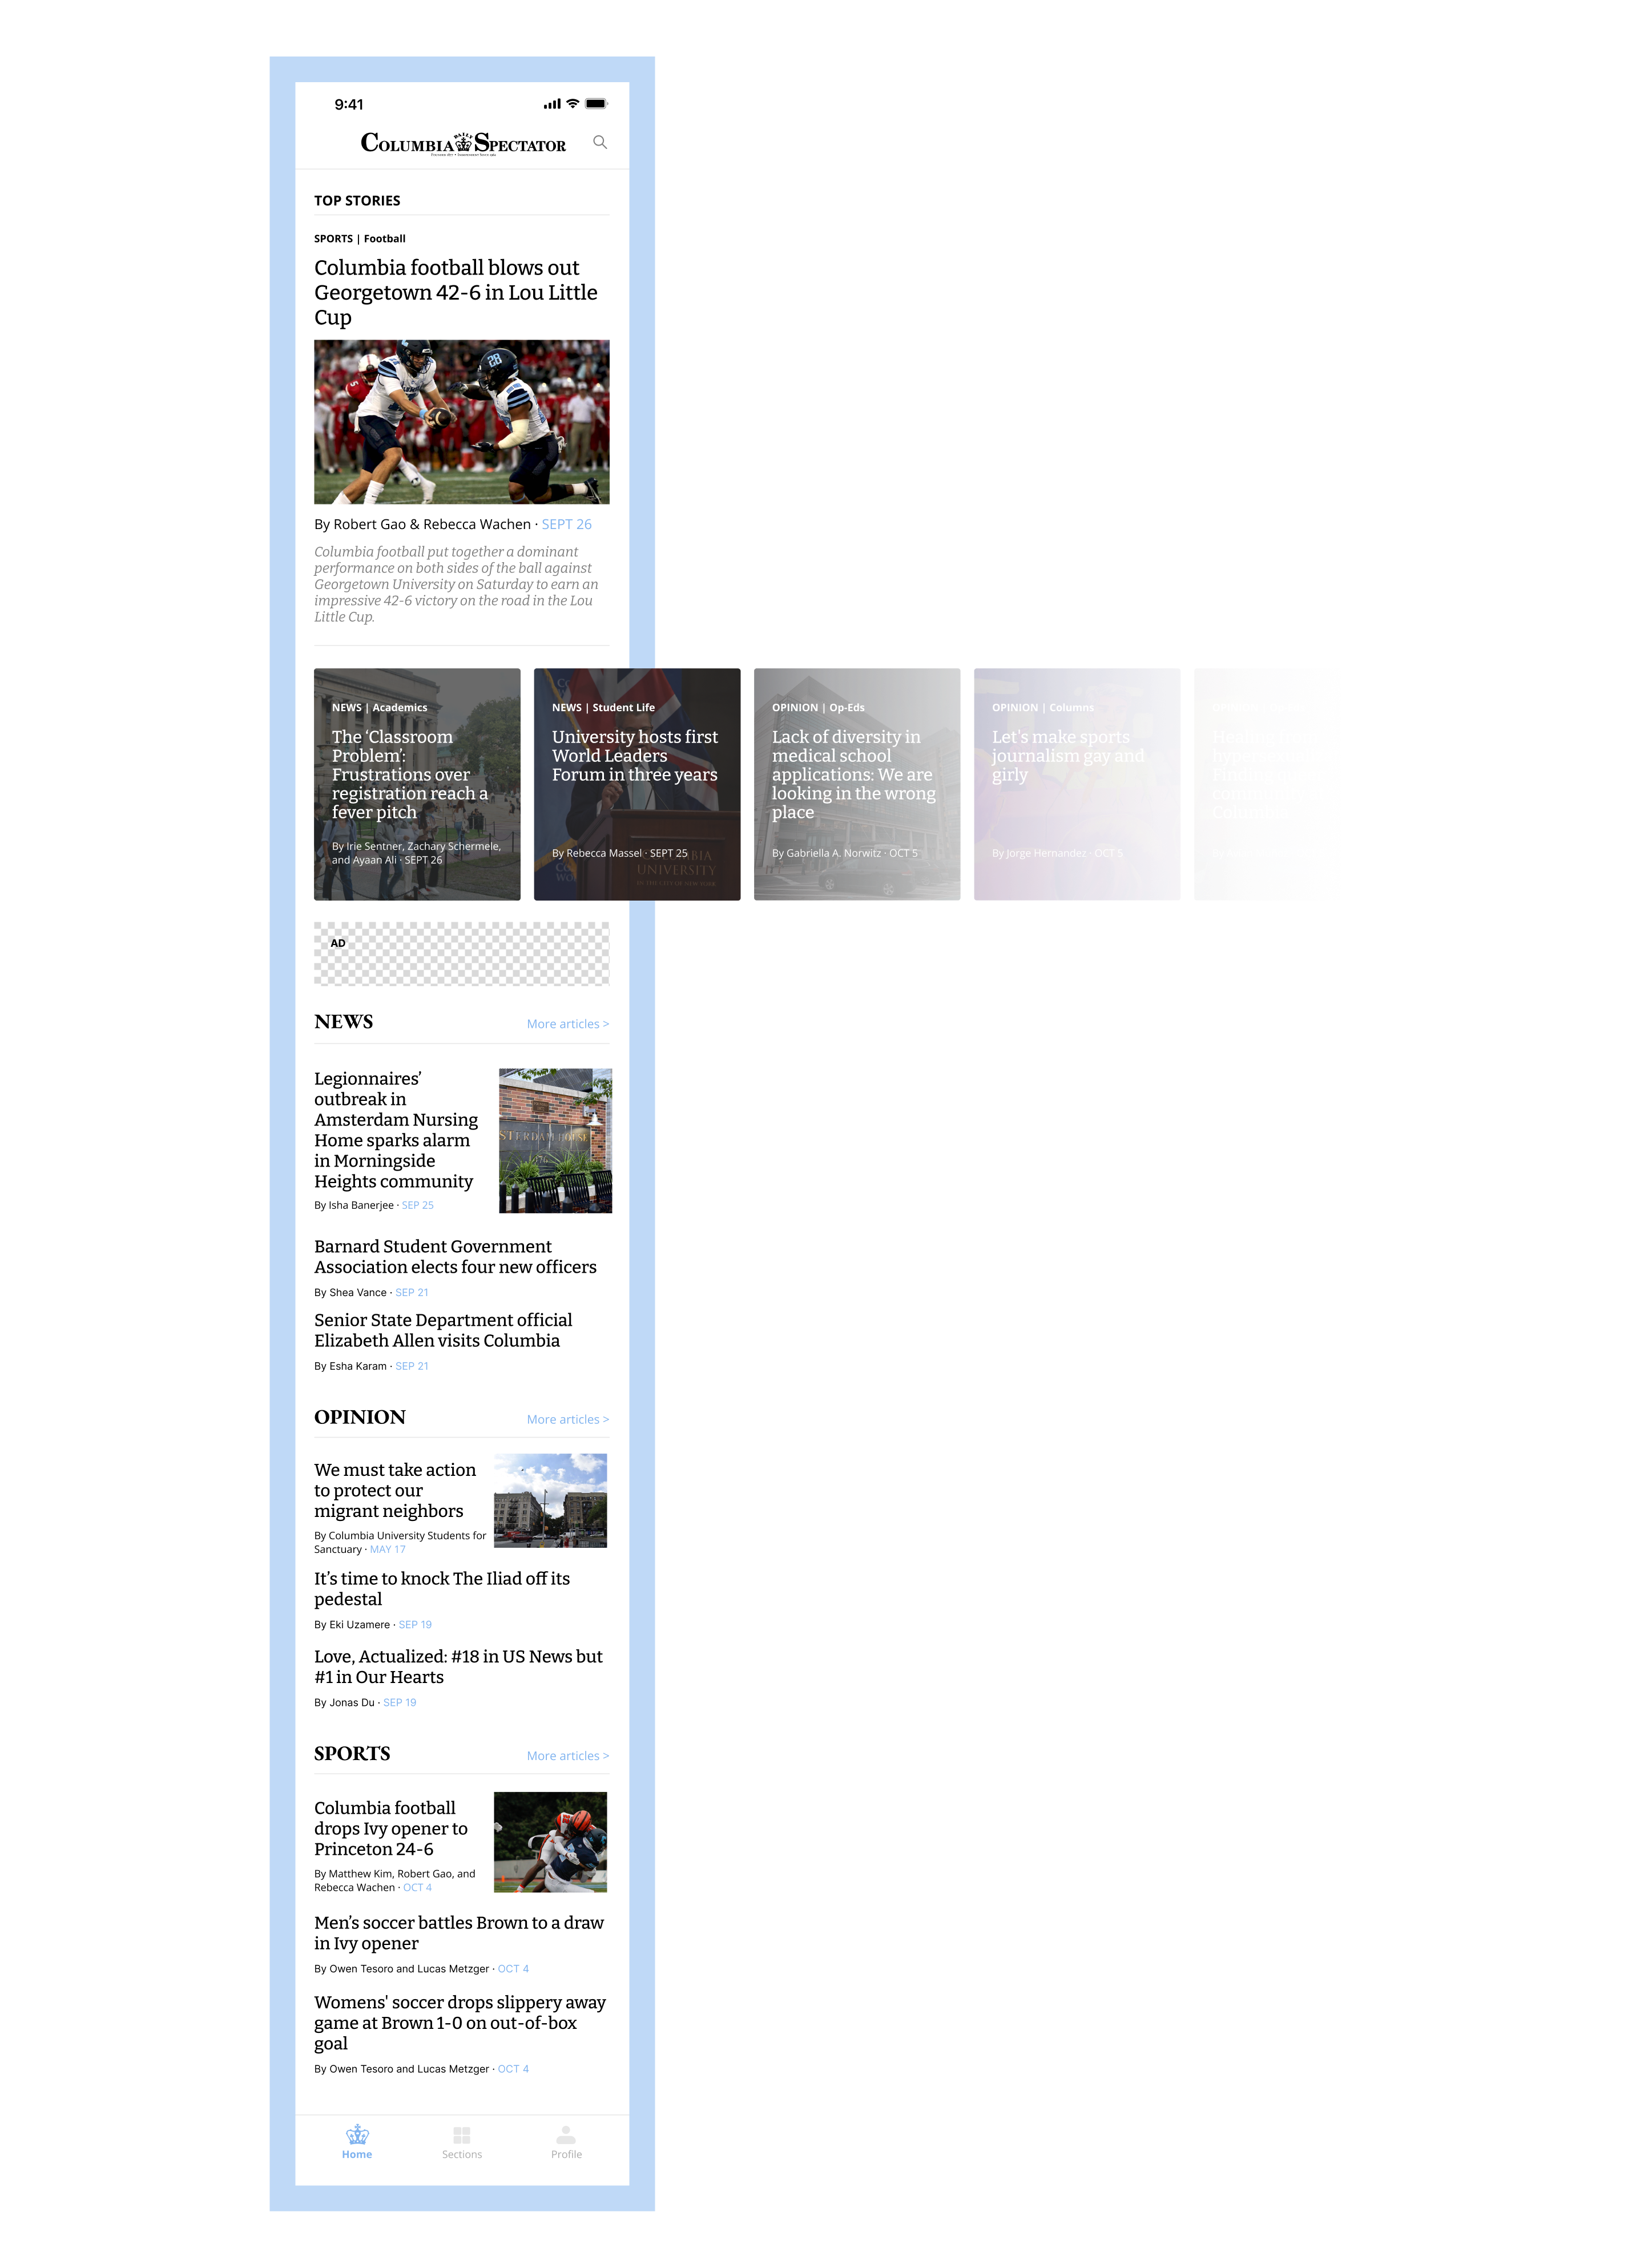 9:41
COLUMBIA DAILY SPECTATOR
TOP STORIES
SPORTS | Football
Columbia football blows out
Georgetown 42-6 in Lou Little
Cup
28
5
By Robert Gao & Rebecca Wachen · SEPT 26
Columbia football put together a dominant
performance on both sides of the ball against
Georgetown University on Saturday to earn an
impressive 42-6 victory on the road in the Lou
Little Cup.
NEWS | Academics
The ‘Classroom
Problem’:
Frustrations over
registration reach a
fever pitch
By Irie Sentner, Zachary Schermele,
and Ayaan Ali · SEPT 26
NEWS | Student Life
University hosts first
World Leaders
Forum in three years
By Rebecca Massel · SEPT 25
UNIVERSITY
IN THE CITY OF NEW YORK
OPINION | Op-Eds
Lack of diversity in
medical school
applications: We are
looking in the wrong
place
By Gabriella A. Norwitz · OCT 5
OPINION | Columns
Let's make sports
journalism gay and
girly
By Jorge Hernandez · OCT 5
AD
NEWS
More articles >
Legionnaires’
outbreak in
Amsterdam Nursing
Home sparks alarm
in Morningside
Heights community
By Isha Banerjee · SEP 25
STERDAM HOUSE
Barnard Student Government
Association elects four new officers
By Shea Vance · SEP 21
Senior State Department official
Elizabeth Allen visits Columbia
By Esha Karam · SEP 21
OPINION
More articles >
We must take action
to protect our
migrant neighbors
By Columbia University Students for
Sanctuary · MAY 17
It’s time to knock The Iliad off its
pedestal
By Eki Uzamere · SEP 19
Love, Actualized: #18 in US News but
#1 in Our Hearts
By Jonas Du · SEP 19
SPORTS
More articles >
Columbia football
drops Ivy opener to
Princeton 24-6
By Matthew Kim, Robert Gao, and
Rebecca Wachen · OCT 4
Men’s soccer battles Brown to a draw
in Ivy opener
By Owen Tesoro and Lucas Metzger · OCT 4
Womens' soccer drops slippery away
game at Brown 1-0 on out-of-box
goal
By Owen Tesoro and Lucas Metzger · OCT 4
Home
Sections
Profile